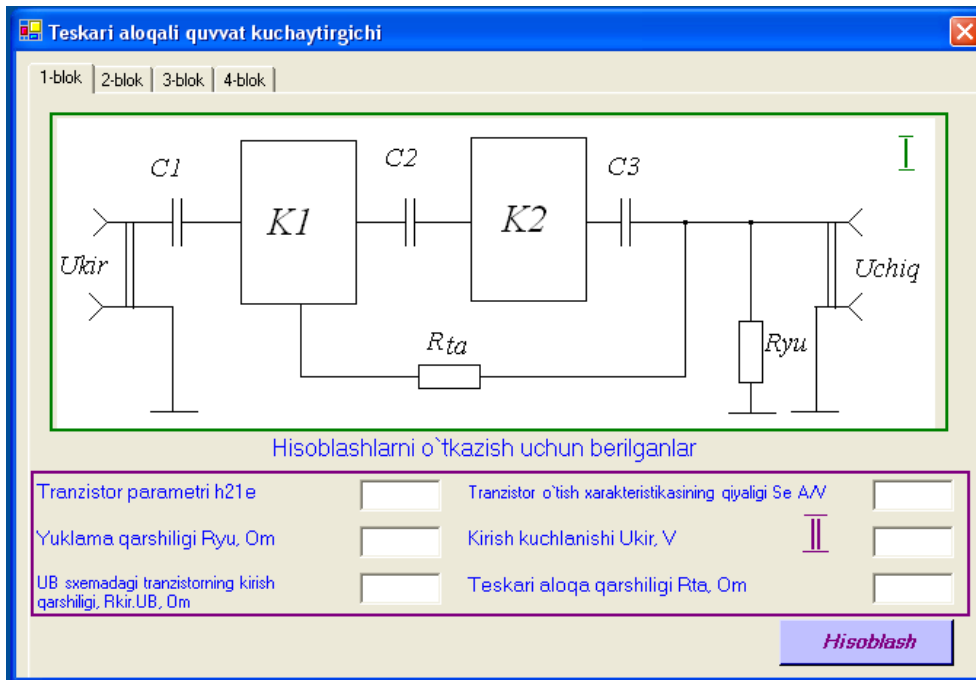 Teskari aloqali quvvat kuchaytirgichi
1-blok 2-blok 3-blok 4-blok
I
C1 C2 C3
K1 K2
Ukir Uchiq
Rta Ryu
Hisoblashlarni o`tkazish uchun berilganlar
Tranzistor parametri h21e
Tranzistor o`tish xarakteristikasining qiyaligi Se A/V
Yuklama qarshiligi Ryu, Om
Kirish kuchlanishi Ukir, V
II
UB sxemadagi tranzistorning kirish
qarshiligi, Rkir.UB, Om
Teskari aloqa qarshiligi Rta, Om
Hisoblash